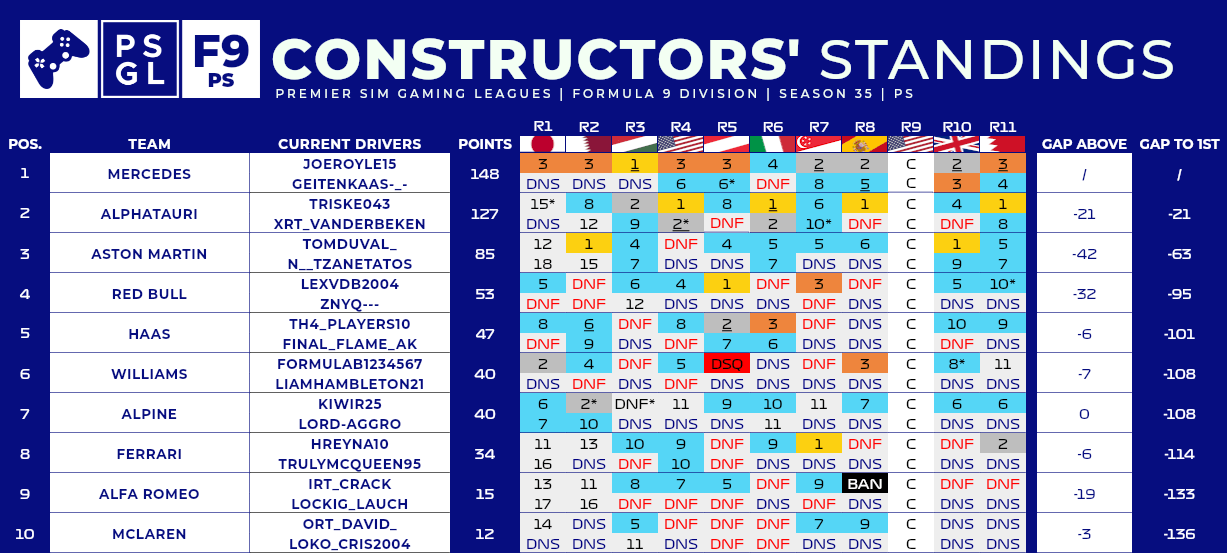 PS
GL
F9
PS
CONSTRUCTORS' STANDINGS
PREMIER SIM GAMING LEAGUES | FORMULA 9 DIVISION | SEASON 35 | PS
R1 R2 R3 R4 R5 R6 R7 R8 R9 R10 R11
POS. TEAM CURRENT DRIVERS POINTS GAP ABOVE GAP TO 1ST
JOEROYLE15 3 3 1 3 3 4 2 2 C 2 3
1 MERCEDES 148 / /
GEITENKAAS-_- DNS DNS DNS 6 6* DNF 8 5 C 3 4
TRISKE043 15* 8 2 1 8 1 6 1 C 4 1
2 ALPHATAURI 127 -21 -21
XRT_VANDERBEKEN DNS 12 9 2* DNF 2 10* DNF C DNF 8
TOMDUVAL_ 12 1 4 DNF 4 5 5 6 C 1 5
3 ASTON MARTIN 85 -42 -63
N__TZANETATOS 18 15 7 DNS DNS 7 DNS DNS C 9 7
LEXVDB2004 5 DNF 6 4 1 DNF 3 DNF C 5 10*
4 RED BULL 53 -32 -95
ZNYQ--- DNF DNF 12 DNS DNS DNS DNS DNS C DNS DNS
TH4_PLAYERS10 8 6 DNF 8 2 3 DNF DNS C 10 9
5 HAAS 47 -6 -101
FINAL_FLAME_AK DNF 9 DNS DNF 7 6 DNS DNS C DNF DNS
FORMULAB1234567 2 4 DNF 5 DSQ DNS DNF 3 C 8* 11
6 WILLIAMS 40 -7 -108
LIAMHAMBLETON21 DNS DNF DNS DNF DNS DNS DNS DNS C DNS DNS
KIWIR25 6 2* DNF* 11 9 10 11 7 C 6 6
7 ALPINE 40 0 -108
LORD-AGGRO 7 10 DNS DNS DNS 11 DNS DNS C DNS DNS
HREYNA10 11 13 10 9 DNF 9 1 DNF C DNF 2
8 FERRARI 34 -6 -114
TRULYMCQUEEN95 16 DNS DNF 10 DNF DNS DNS DNS C DNS DNS
IRT_CRACK 13 11 8 7 5 DNF 9 BAN C DNF DNF
9 ALFA ROMEO 15 -19 -133
LOCKIG_LAUCH 17 16 DNF DNF DNF DNS DNS DNS C DNS DNS
ORT_DAVID_ 14 DNS 5 DNF DNF DNF 7 9 C DNS DNS
10 MCLAREN 12 -3 -136
LOKO_CRIS2004 DNS DNS 11 DNS DNF DNF DNS DNS C DNS DNS